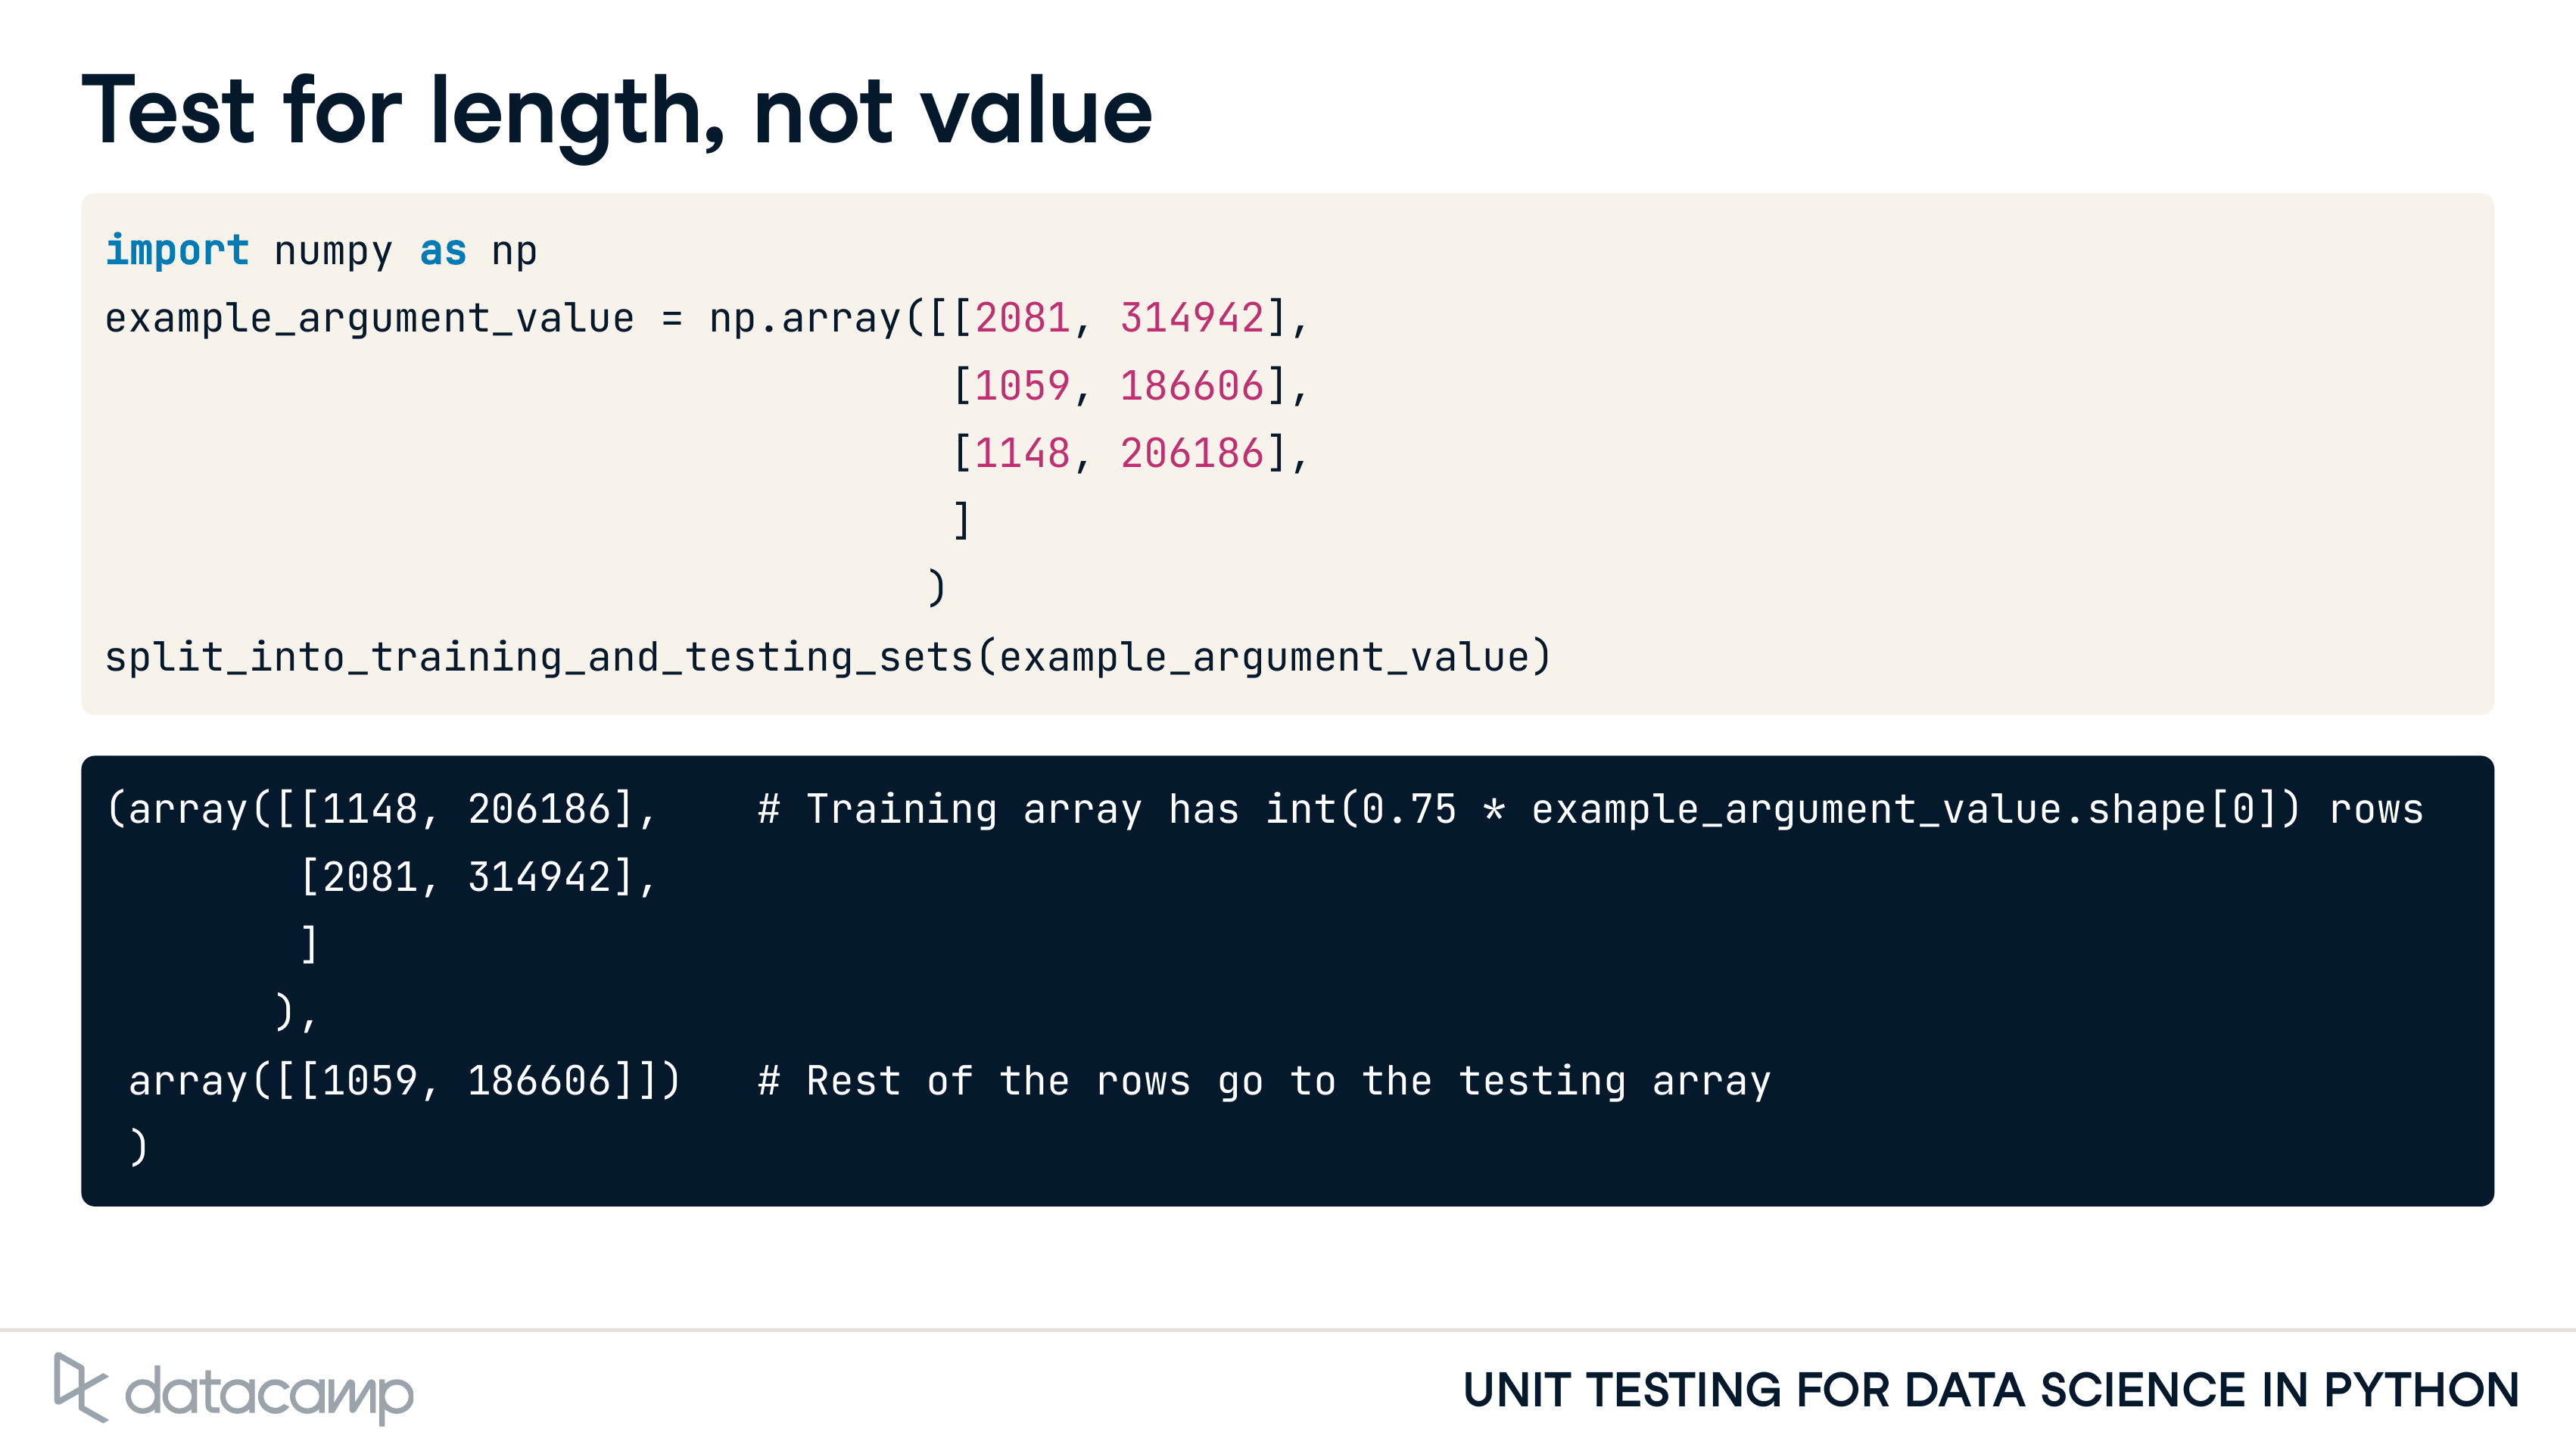 Test for length, not value
import numpy as np
example_argument_value = np.array([[2081, 314942],
                                   [1059, 186606],
                                   [1148, 206186],
                                   ]
                                  )
split_into_training_and_testing_sets(example_argument_value)
(array([[1148, 206186],    # Training array has int(0.75 * example_argument_value.shape[0]) rows
        [2081, 314942],
        ]
       ),
 array([[1059, 186606]])   # Rest of the rows go to the testing array
 )
datacamp
UNIT TESTING FOR DATA SCIENCE IN PYTHON